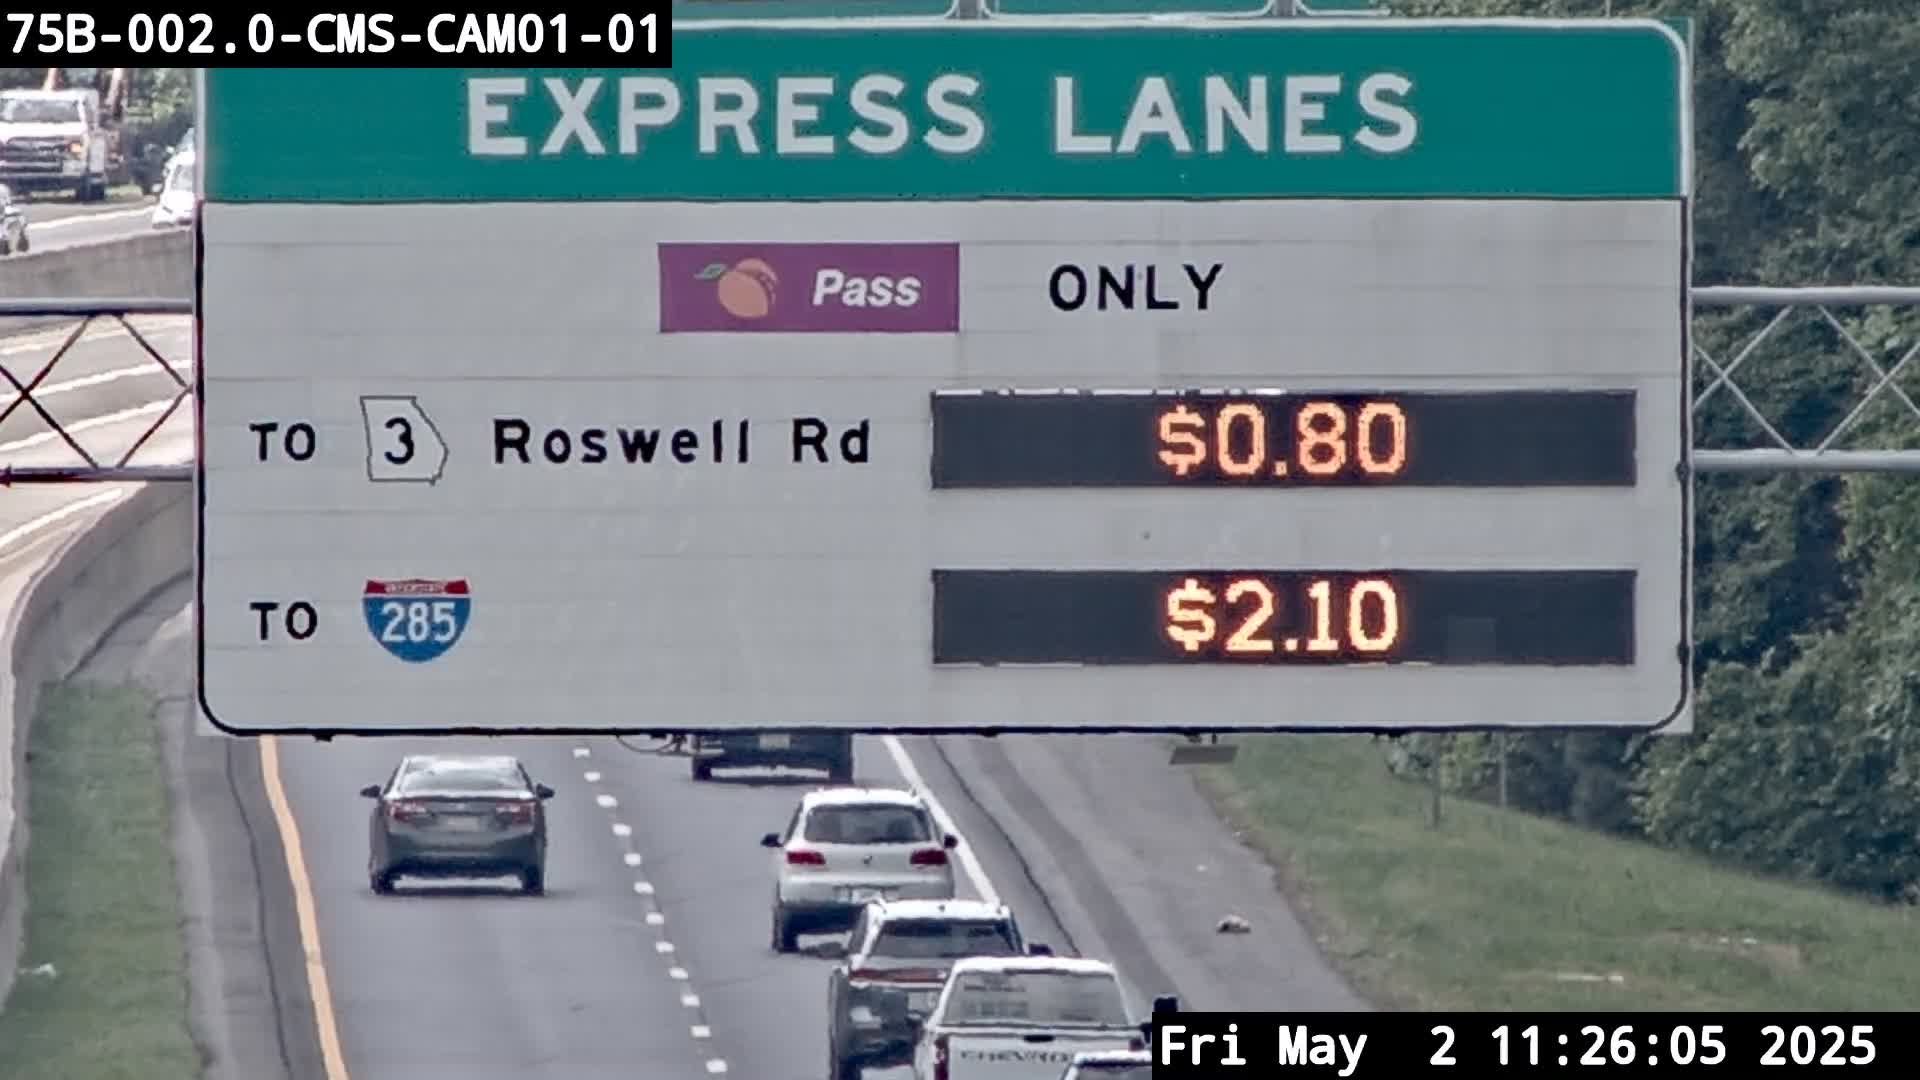 75B-002.0-CMS-CAM01-01
EXPRESS LANES
Pass ONLY
TO 3 Roswell Rd $0.80
TO 285 $2.10
CHEVRO
Fri May 2 11:26:05 2025